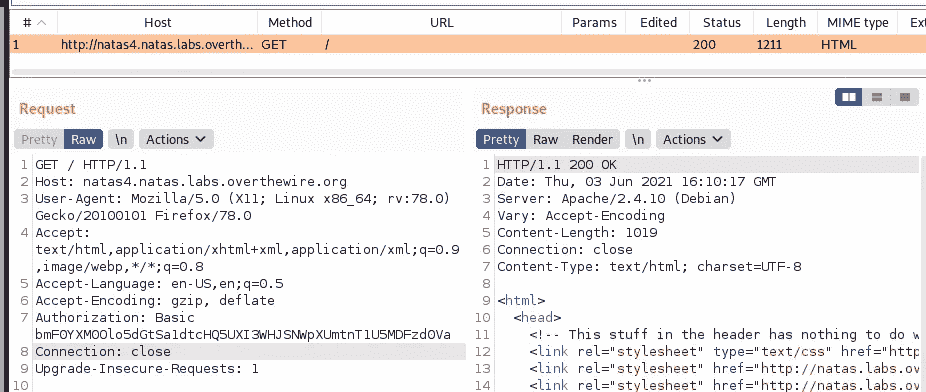 # Host Method URL Params Edited Status Length MIME type Ext
1 http://natas4.natas.labs.overth... GET / 200 1211 HTML
Request Response
Pretty Raw \n Actions Pretty Raw Render \n Actions
1 GET / HTTP/1.1
2 Host: natas4.natas.labs.overthewire.org
3 User-Agent: Mozilla/5.0 (X11; Linux x86_64; rv:78.0)
Gecko/20100101 Firefox/78.0
4 Accept:
text/html,application/xhtml+xml,application/xml;q=0.9
,image/webp,*/*;q=0.8
5 Accept-Language: en-US,en;q=0.5
6 Accept-Encoding: gzip, deflate
7 Authorization: Basic
8 Connection: close
9 Upgrade-Insecure-Requests: 1
10
1 HTTP/1.1 200 OK
2 Date: Thu, 03 Jun 2021 16:10:17 GMT
3 Server: Apache/2.4.10 (Debian)
4 Vary: Accept-Encoding
5 Content-Length: 1019
6 Connection: close
7 Content-Type: text/html; charset=UTF-8
8
9 <html>
10 <head>
11 <!-- This stuff in the header has nothing to do w
12 <link rel="stylesheet" type="text/css" href="http
13 <link rel="stylesheet" href="http://natas.labs.ov
14 <link rel="stylesheet" href="http://natas.labs.ov